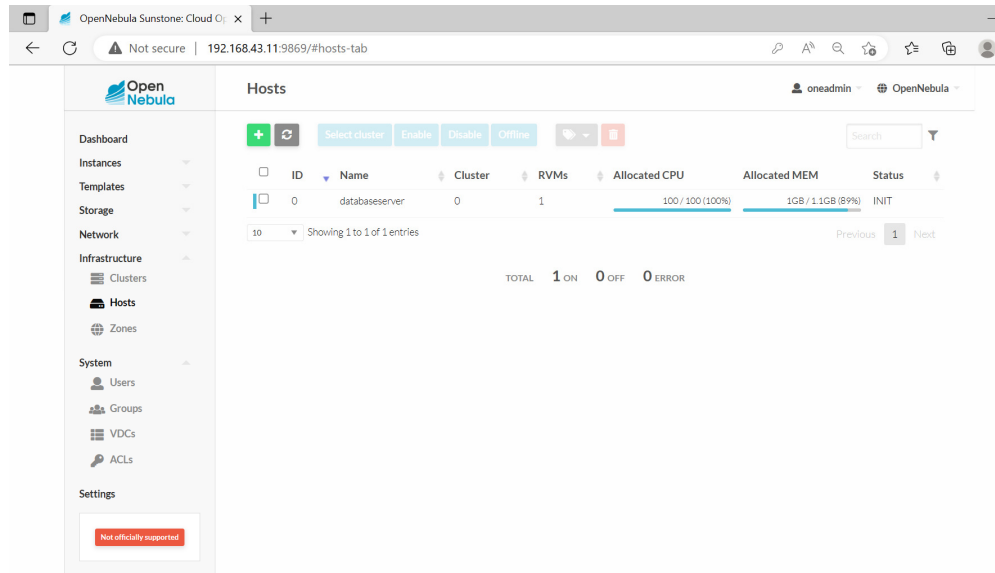 OpenNebula Sunstone: Cloud O
Not secure | 192.168.43.11:9869/#hosts-tab
Open Nebula
Hosts
oneadmin
OpenNebula
Select cluster Enable Disable Offline
Search
Dashboard
Instances
Templates
Storage
Network
Infrastructure
Clusters
Hosts
Zones
System
Users
Groups
VDCs
ACLs
Settings
Not officially supported
ID Name Cluster RVMs Allocated CPU Allocated MEM Status
0 databaseserver 0 1 100 / 100 (100%) 1GB / 1.1GB (89%) INIT
10 Showing 1 to 1 of 1 entries
Previous 1 Next
TOTAL 1 ON 0 OFF 0 ERROR